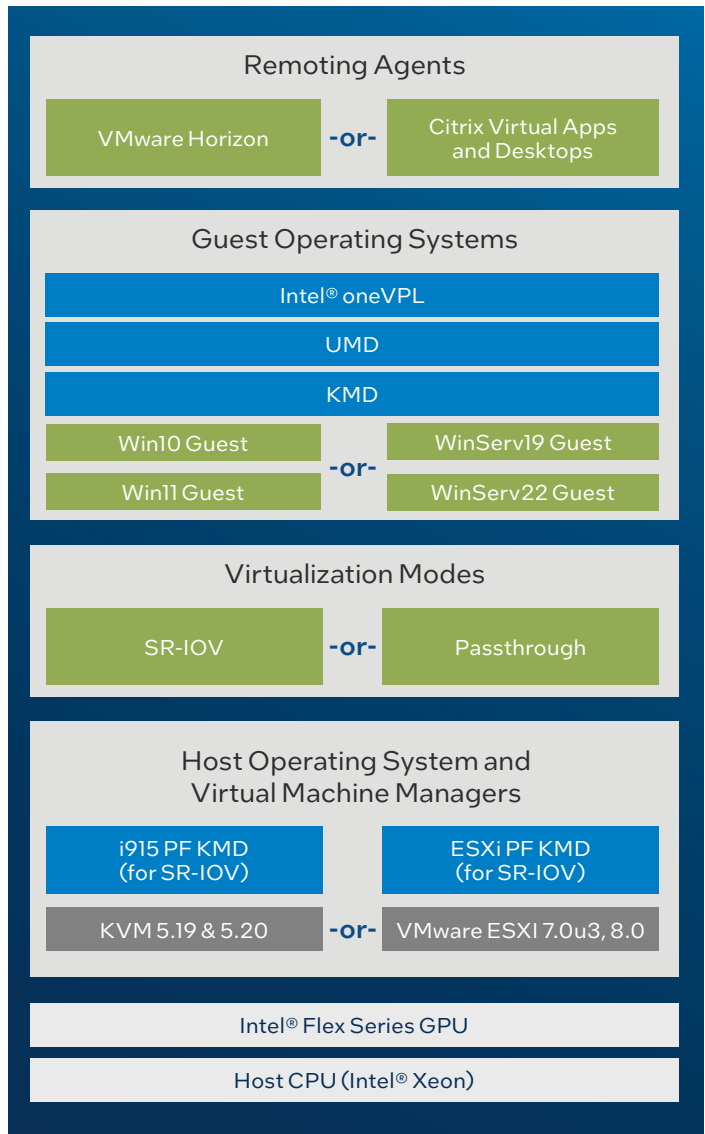 Remoting Agents
VMware Horizon
-or-
Citrix Virtual Apps
and Desktops
Guest Operating Systems
Intel® oneVPL
UMD
KMD
Win10 Guest
Win11 Guest
-or-
WinServ19 Guest
WinServ22 Guest
Virtualization Modes
SR-IOV
-or-
Passthrough
Host Operating System and
Virtual Machine Managers
i915 PF KMD
(for SR-IOV)
ESXi PF KMD
(for SR-IOV)
KVM 5.19 & 5.20
-or-
VMware ESXI 7.0u3, 8.0
Intel® Flex Series GPU
Host CPU (Intel® Xeon)